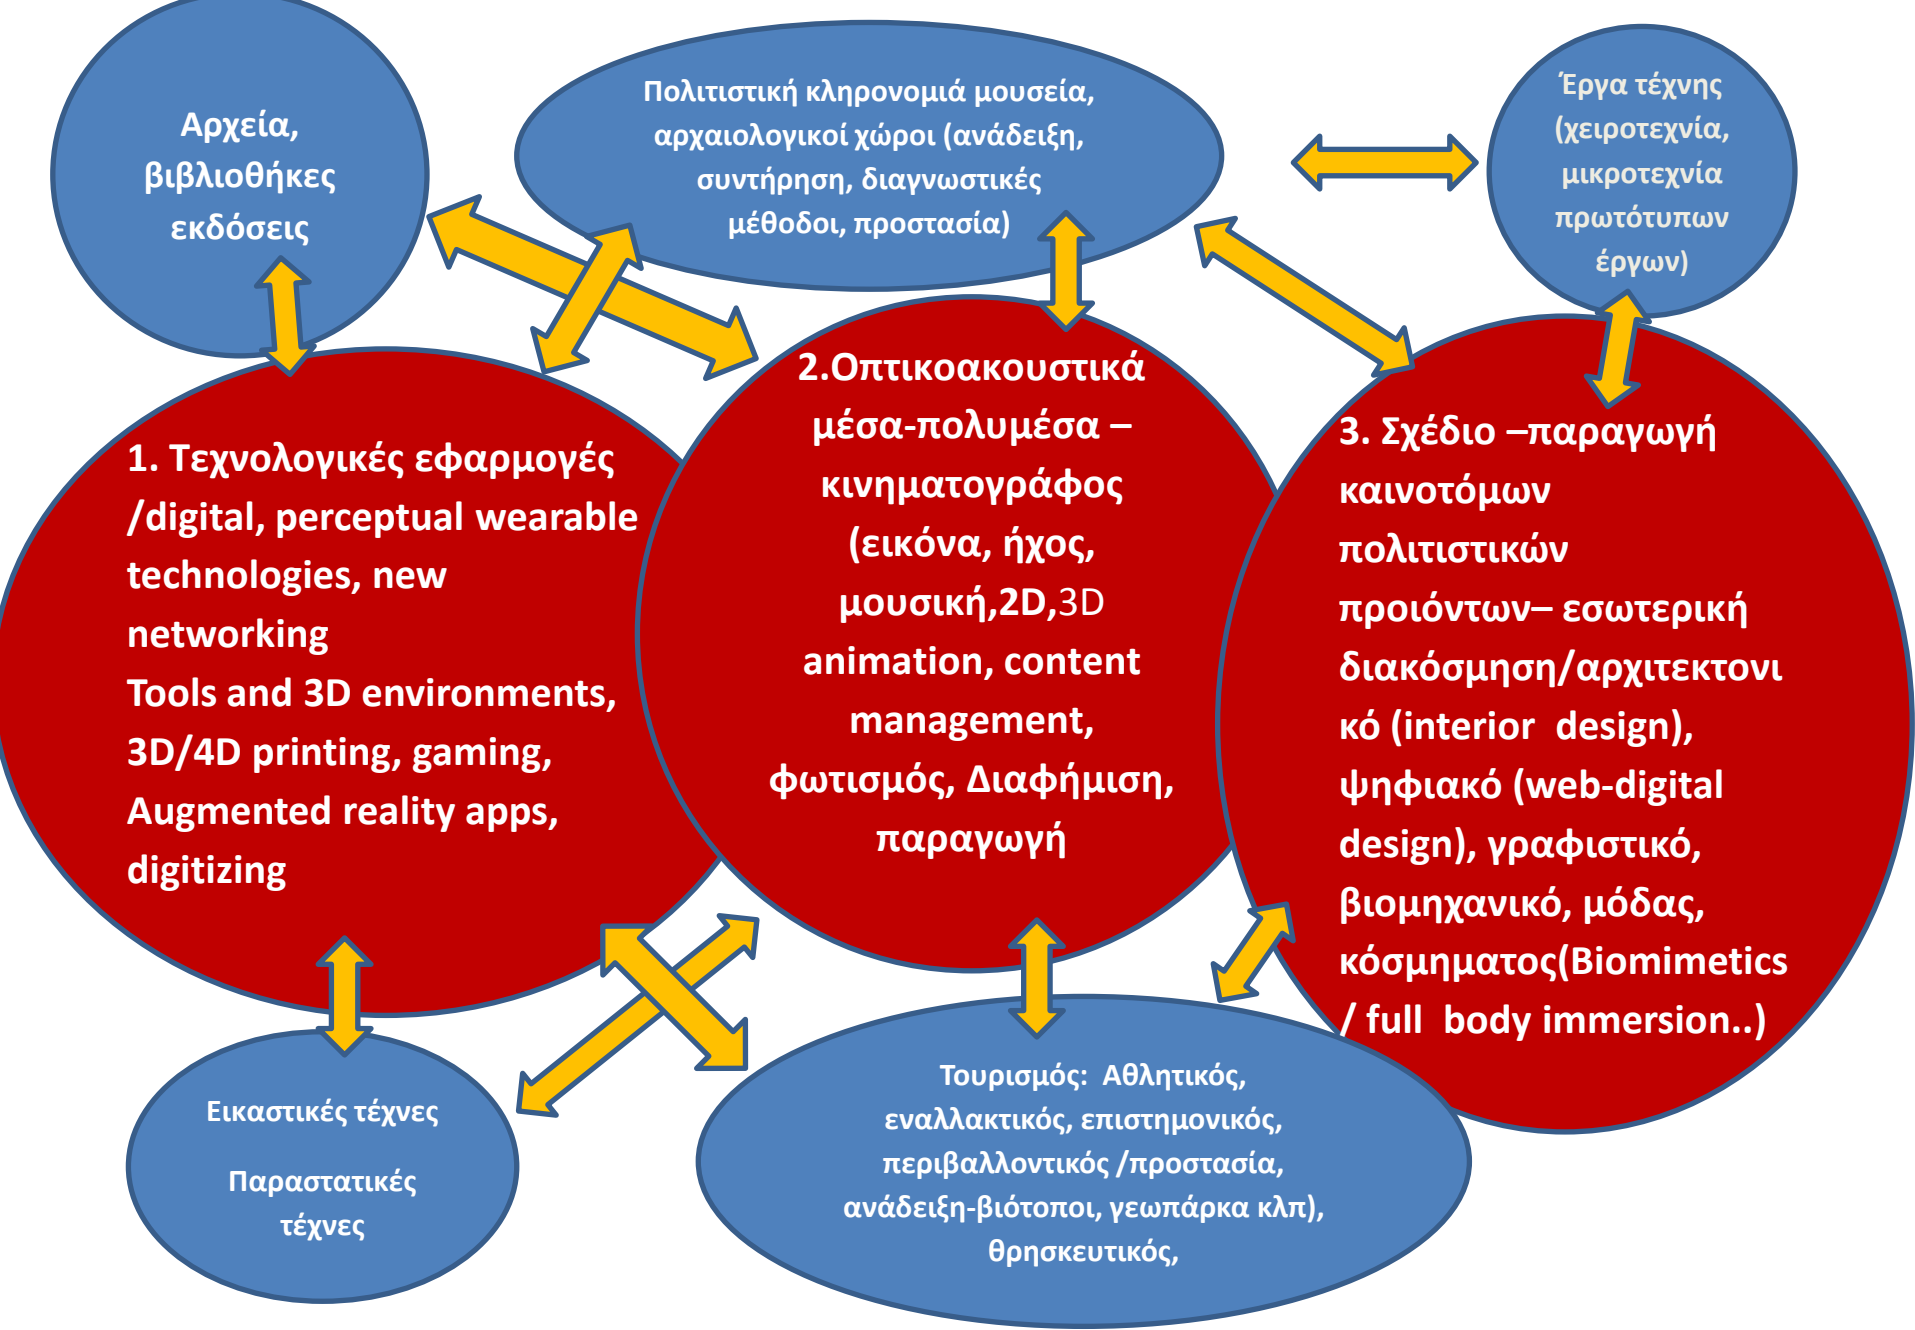 Αρχεία,
βιβλιοθήκες
εκδόσεις
Πολιτιστική κληρονομιά μουσεία,
αρχαιολογικοί χώροι (ανάδειξη,
συντήρηση, διαγνωστικές
μέθοδοι, προστασία)
Έργα τέχνης
(χειροτεχνία,
μικροτεχνία
πρωτότυπων
έργων)
1. Τεχνολογικές εφαρμογές
/digital, perceptual wearable
technologies, new
networking
Tools and 3D environments,
3D/4D printing, gaming,
Augmented reality apps,
digitizing
2.Οπτικοακουστικά
μέσα-πολυμέσα –
κινηματογράφος
(εικόνα, ήχος,
μουσική,2D,3D
animation, content
management,
φωτισμός, Διαφήμιση,
παραγωγή
3. Σχέδιο –παραγωγή
καινοτόμων
πολιτιστικών
προιόντων– εσωτερική
διακόσμηση/αρχιτεκτονι
κό (interior  design),
ψηφιακό (web-digital
design), γραφιστικό,
βιομηχανικό, μόδας,
κόσμηματος(Biomimetics
/ full  body immersion..)
Εικαστικές τέχνες
Παραστατικές
τέχνες
Τουρισμός:  Αθλητικός,
εναλλακτικός, επιστημονικός,
περιβαλλοντικός /προστασία,
ανάδειξη-βιότοποι, γεωπάρκα κλπ),
θρησκευτικός,